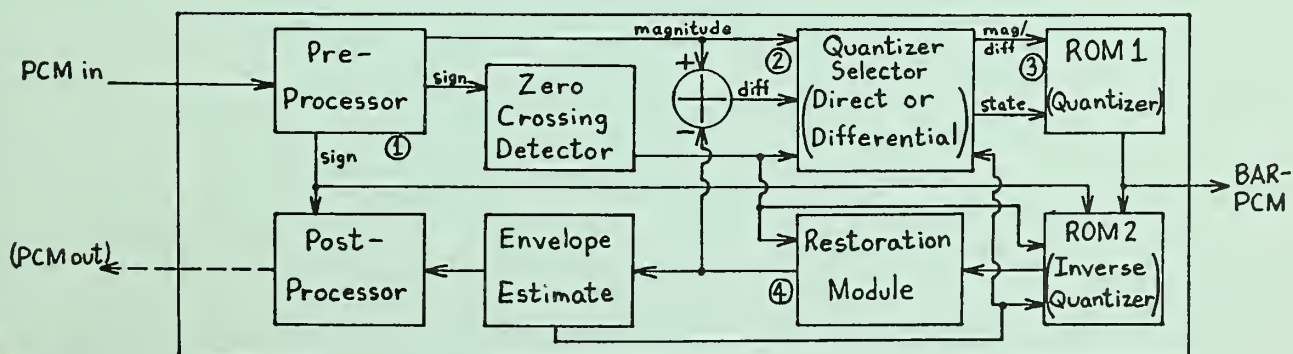 PCM in
Pre-
Processor
①
sign
sign
Zero
Crossing
Detector
magnitude
+
-
diff
②
Quantizer
Selector
(Direct or
Differential)
mag/
diff
③
state
ROM 1
(Quantizer)
BAR-
PCM
(PCM out)
Post-
Processor
Envelope
Estimate
④
Restoration
Module
ROM 2
(Inverse
Quantizer)